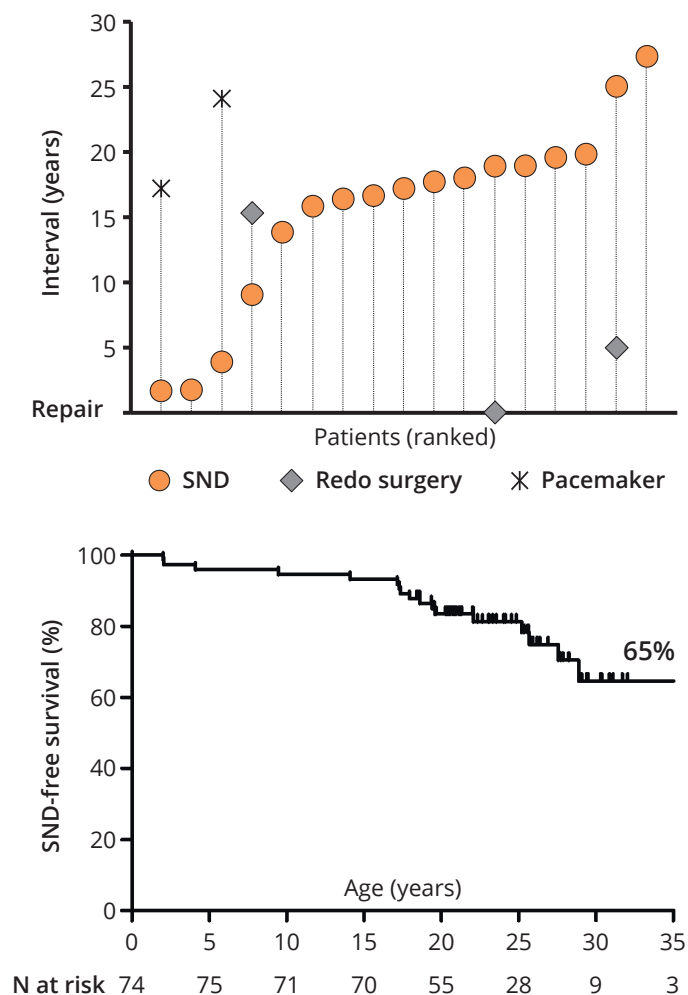 30
25
20
15
10
5
Repair
Interval (years)
Patients (ranked)
SND Redo surgery Pacemaker
100
80
60
40
20
0
SND-free survival (%)
65%
Age (years)
0 5 10 15 20 25 30 35
N at risk 74 75 71 70 55 28 9 3